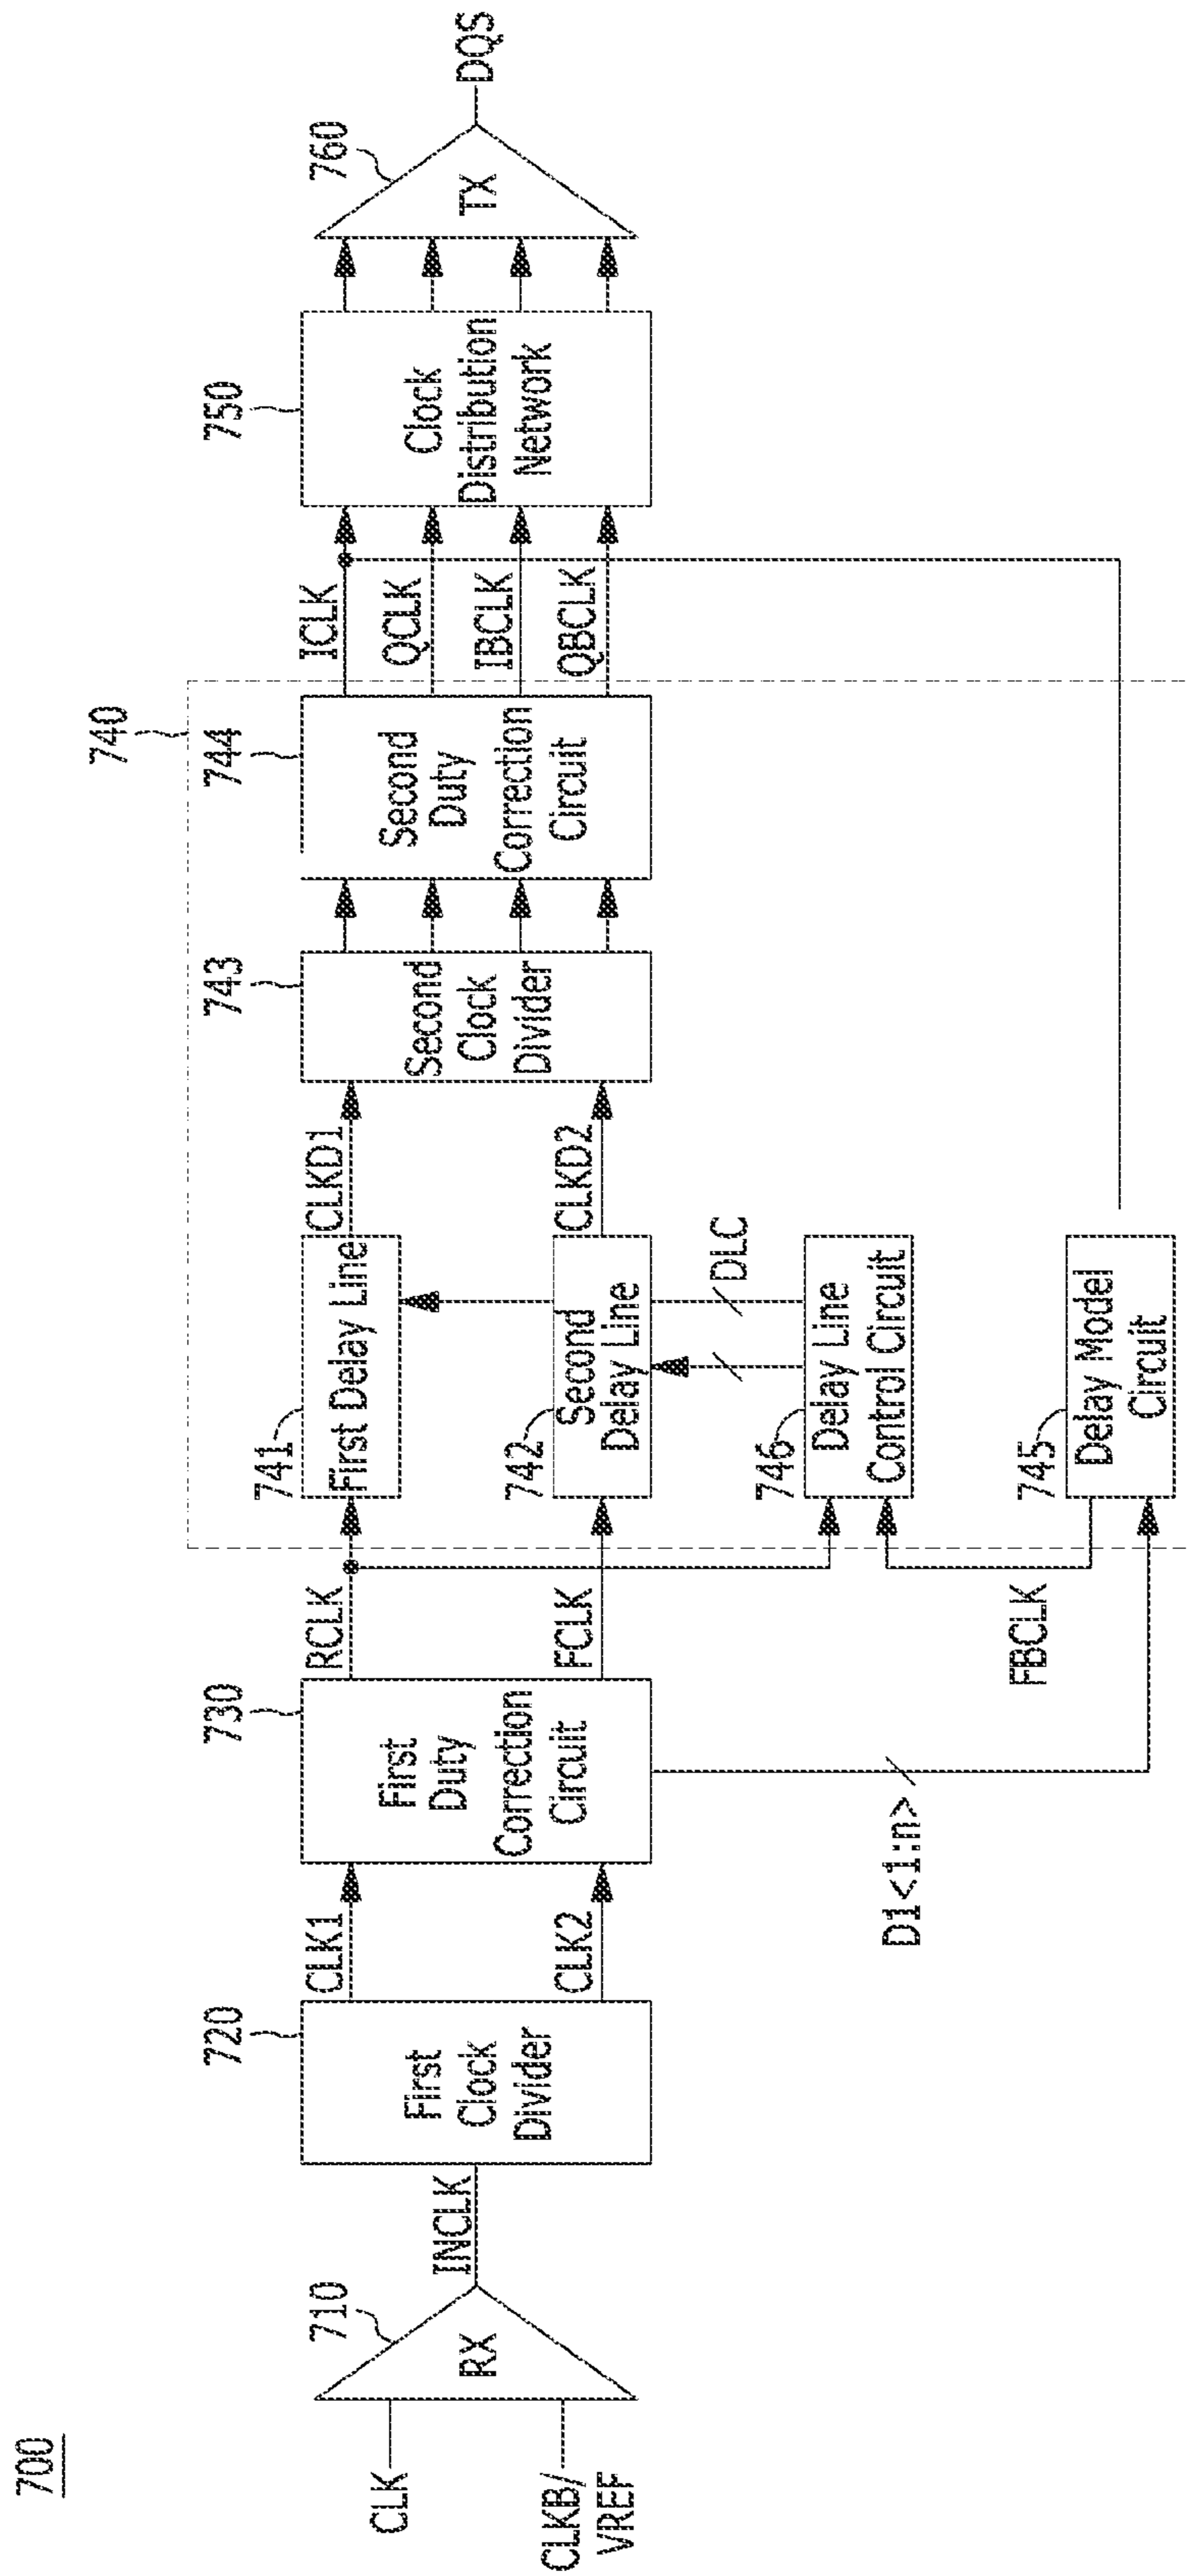 700
CLK
CLKB/
VREF
710
RX
INCLK
720
First
Clock
Divider
CLK1
CLK2
730
First
Duty
Correction
Circuit
RCLK
FCLK
D1<1:n>
FBCLK
740
741
First Delay Line
742
Second
Delay Line
746
Delay Line
Control Circuit
745
Delay Model
Circuit
DLC
CLKD1
CLKD2
743
Second
Clock
Divider
744
Second
Duty
Correction
Circuit
ICLK
QCLK
IBCLK
QBCLK
750
Clock
Distribution
Network
760
TX
DQS